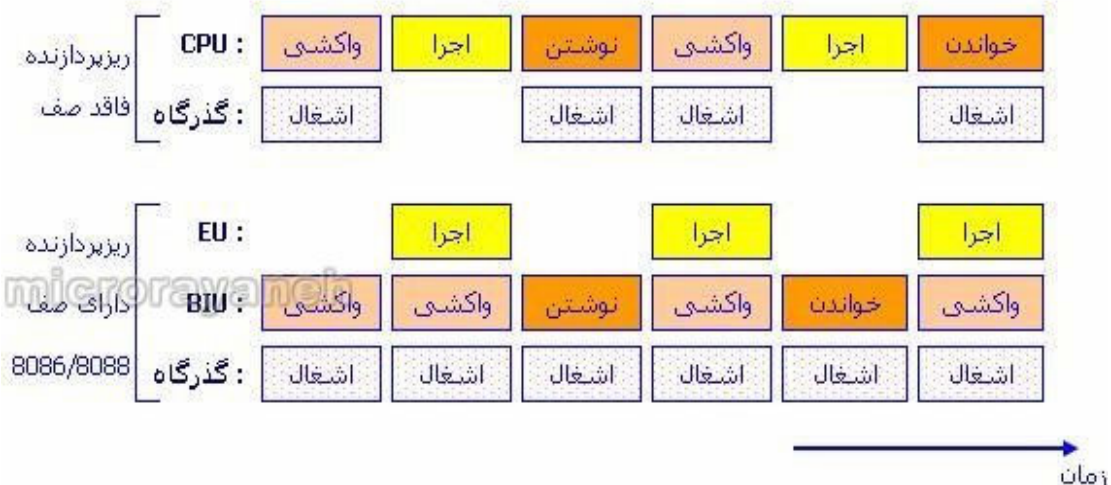 CPU : واکشی اجرا نوشتن واکشی اجرا خواندن
ریزپردازنده
فاقد صف
گذرگاه : اشغال اشغال اشغال اشغال
EU : اجرا اجرا اجرا
ریزپردازنده
microrayaneh
دارای صف
BIU : واکشی واکشی نوشتن واکشی خواندن واکشی
8086/8088
گذرگاه : اشغال اشغال اشغال اشغال اشغال اشغال
زمان